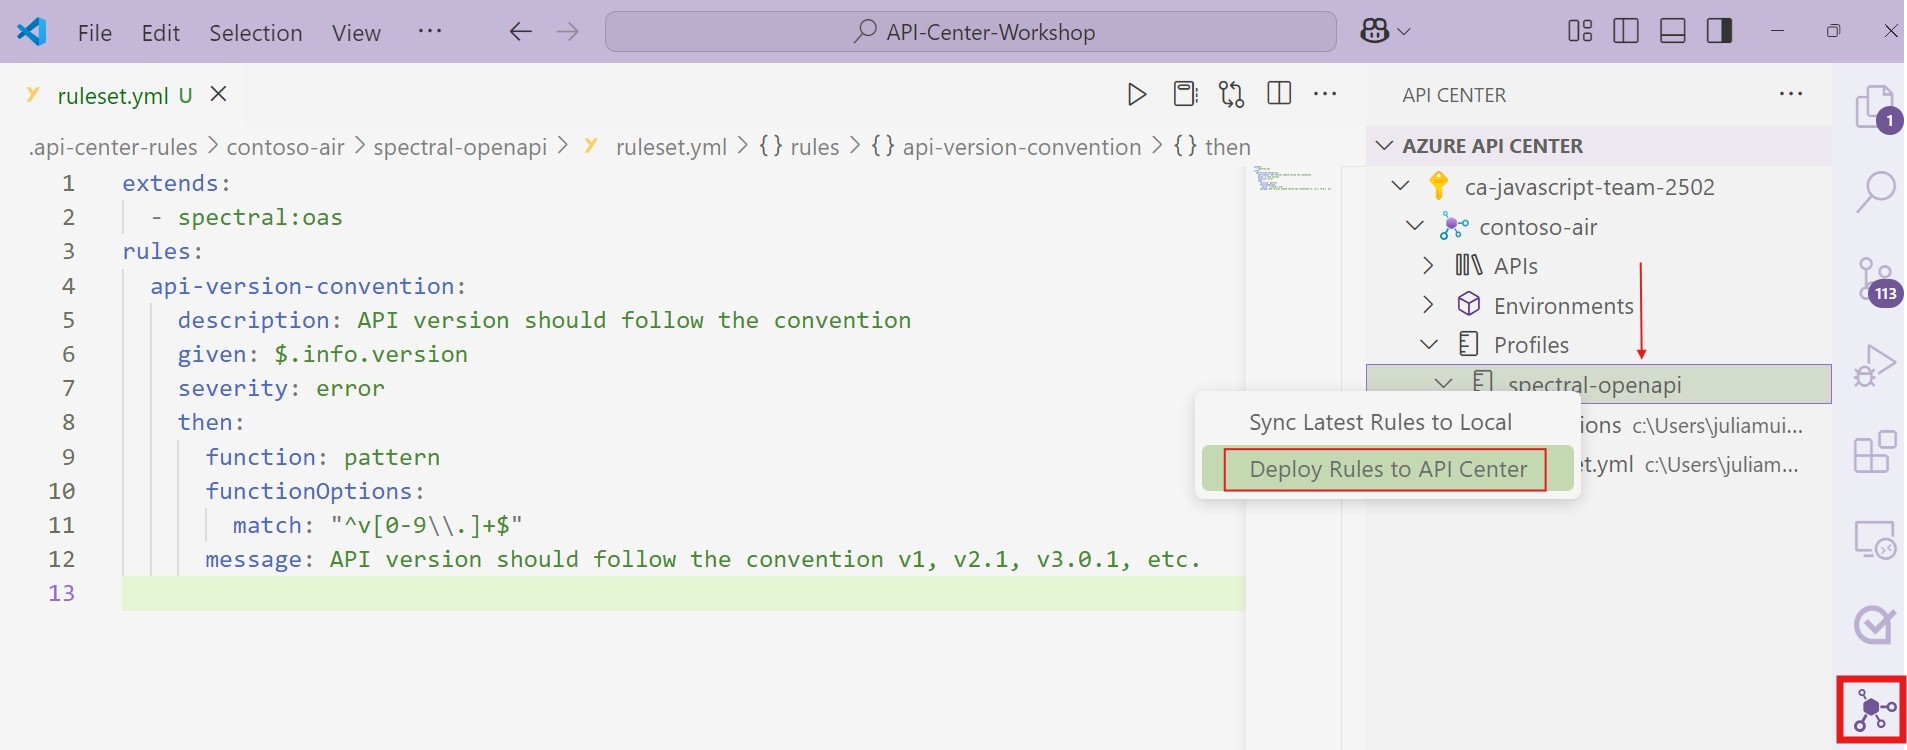 File Edit Selection View ··· API-Center-Workshop
ruleset.yml U
API CENTER
.api-center-rules > contoso-air > spectral-openapi > ruleset.yml > {} rules > {} api-version-convention > {} then
AZURE API CENTER
1 extends:
2 - spectral:oas
3 rules:
4 api-version-convention:
5 description: API version should follow the convention
6 given: $.info.version
7 severity: error
8 then:
9 function: pattern
10 functionOptions:
11 match: "^v[0-9\\.]+$"
12 message: API version should follow the convention v1, v2.1, v3.0.1, etc.
13
ca-javascript-team-2502
contoso-air
APIs
Environments
Profiles
spectral-openapi
ions c:\Users\juliamui...
t.yml c:\Users\juliam...
Sync Latest Rules to Local
Deploy Rules to API Center
1
113